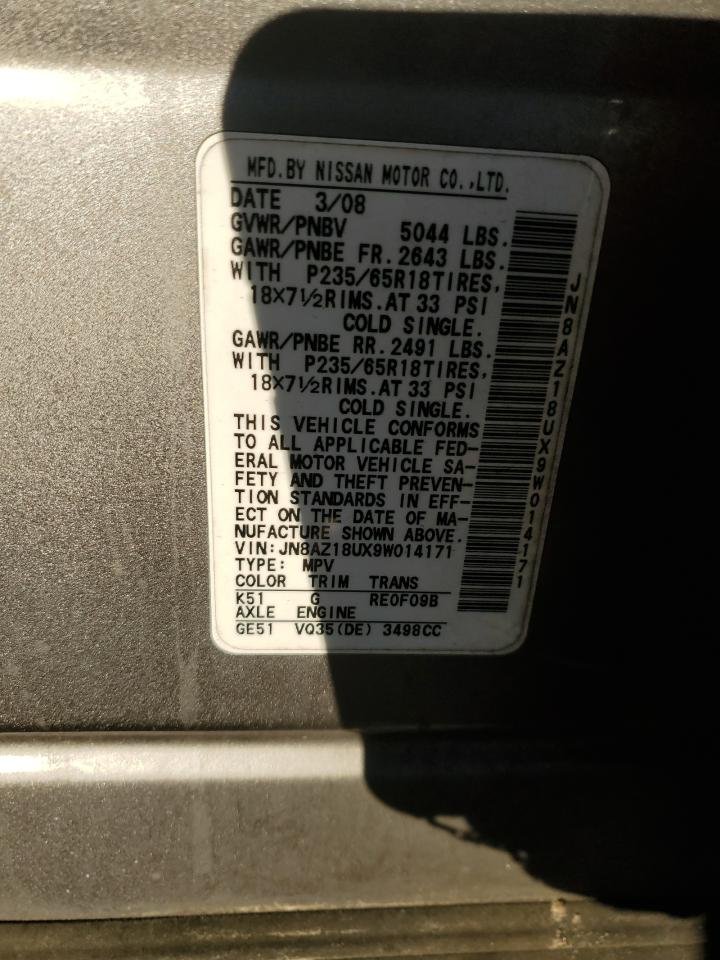 MFD.BY NISSAN MOTOR CO.,LTD.
DATE 3/08
GVWR/PNBV 5044 LBS.
GAWR/PNBE FR.2643 LBS.
WITH P235/65R18TIRES,
18×7½RIMS.AT 33 PSI
COLD SINGLE.
GAWR/PNBE RR.2491 LBS.
WITH P235/65R18TIRES,
18×7½RIMS.AT 33 PSI
COLD SINGLE.
THIS VEHICLE CONFORMS
TO ALL APPLICABLE FED-
ERAL MOTOR VEHICLE SA-
FETY AND THEFT PREVEN-
TION STANDARDS IN EFF-
ECT ON THE DATE OF MA-
NUFACTURE SHOWN ABOVE.
VIN:JN8AZ18UX9W014171
TYPE: MPV
COLOR TRIM TRANS
K51 G RE0F09B
AXLE ENGINE
GE51 VQ35(DE) 3498CC
JN8AZ18UX9W014171